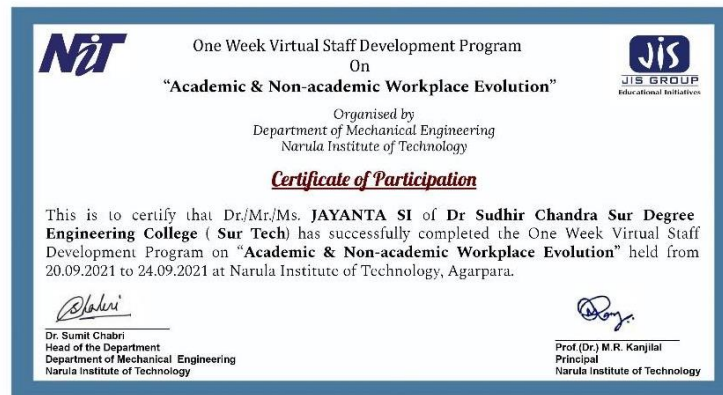 NiT
One Week Virtual Staff Development Program
On
“Academic & Non-academic Workplace Evolution”
JIS
JIS GROUP
Educational Initiatives
Organised by
Department of Mechanical Engineering
Narula Institute of Technology
Certificate of Participation
This is to certify that Dr./Mr./Ms. JAYANTA SI of Dr Sudhir Chandra Sur Degree
Engineering College ( Sur Tech) has successfully completed the One Week Virtual Staff
Development Program on “Academic & Non-academic Workplace Evolution” held from
20.09.2021 to 24.09.2021 at Narula Institute of Technology, Agarpara.
Dr. Sumit Chabri
Head of the Department
Department of Mechanical Engineering
Narula Institute of Technology
Prof.(Dr.) M.R. Kanjilal
Principal
Narula Institute of Technology